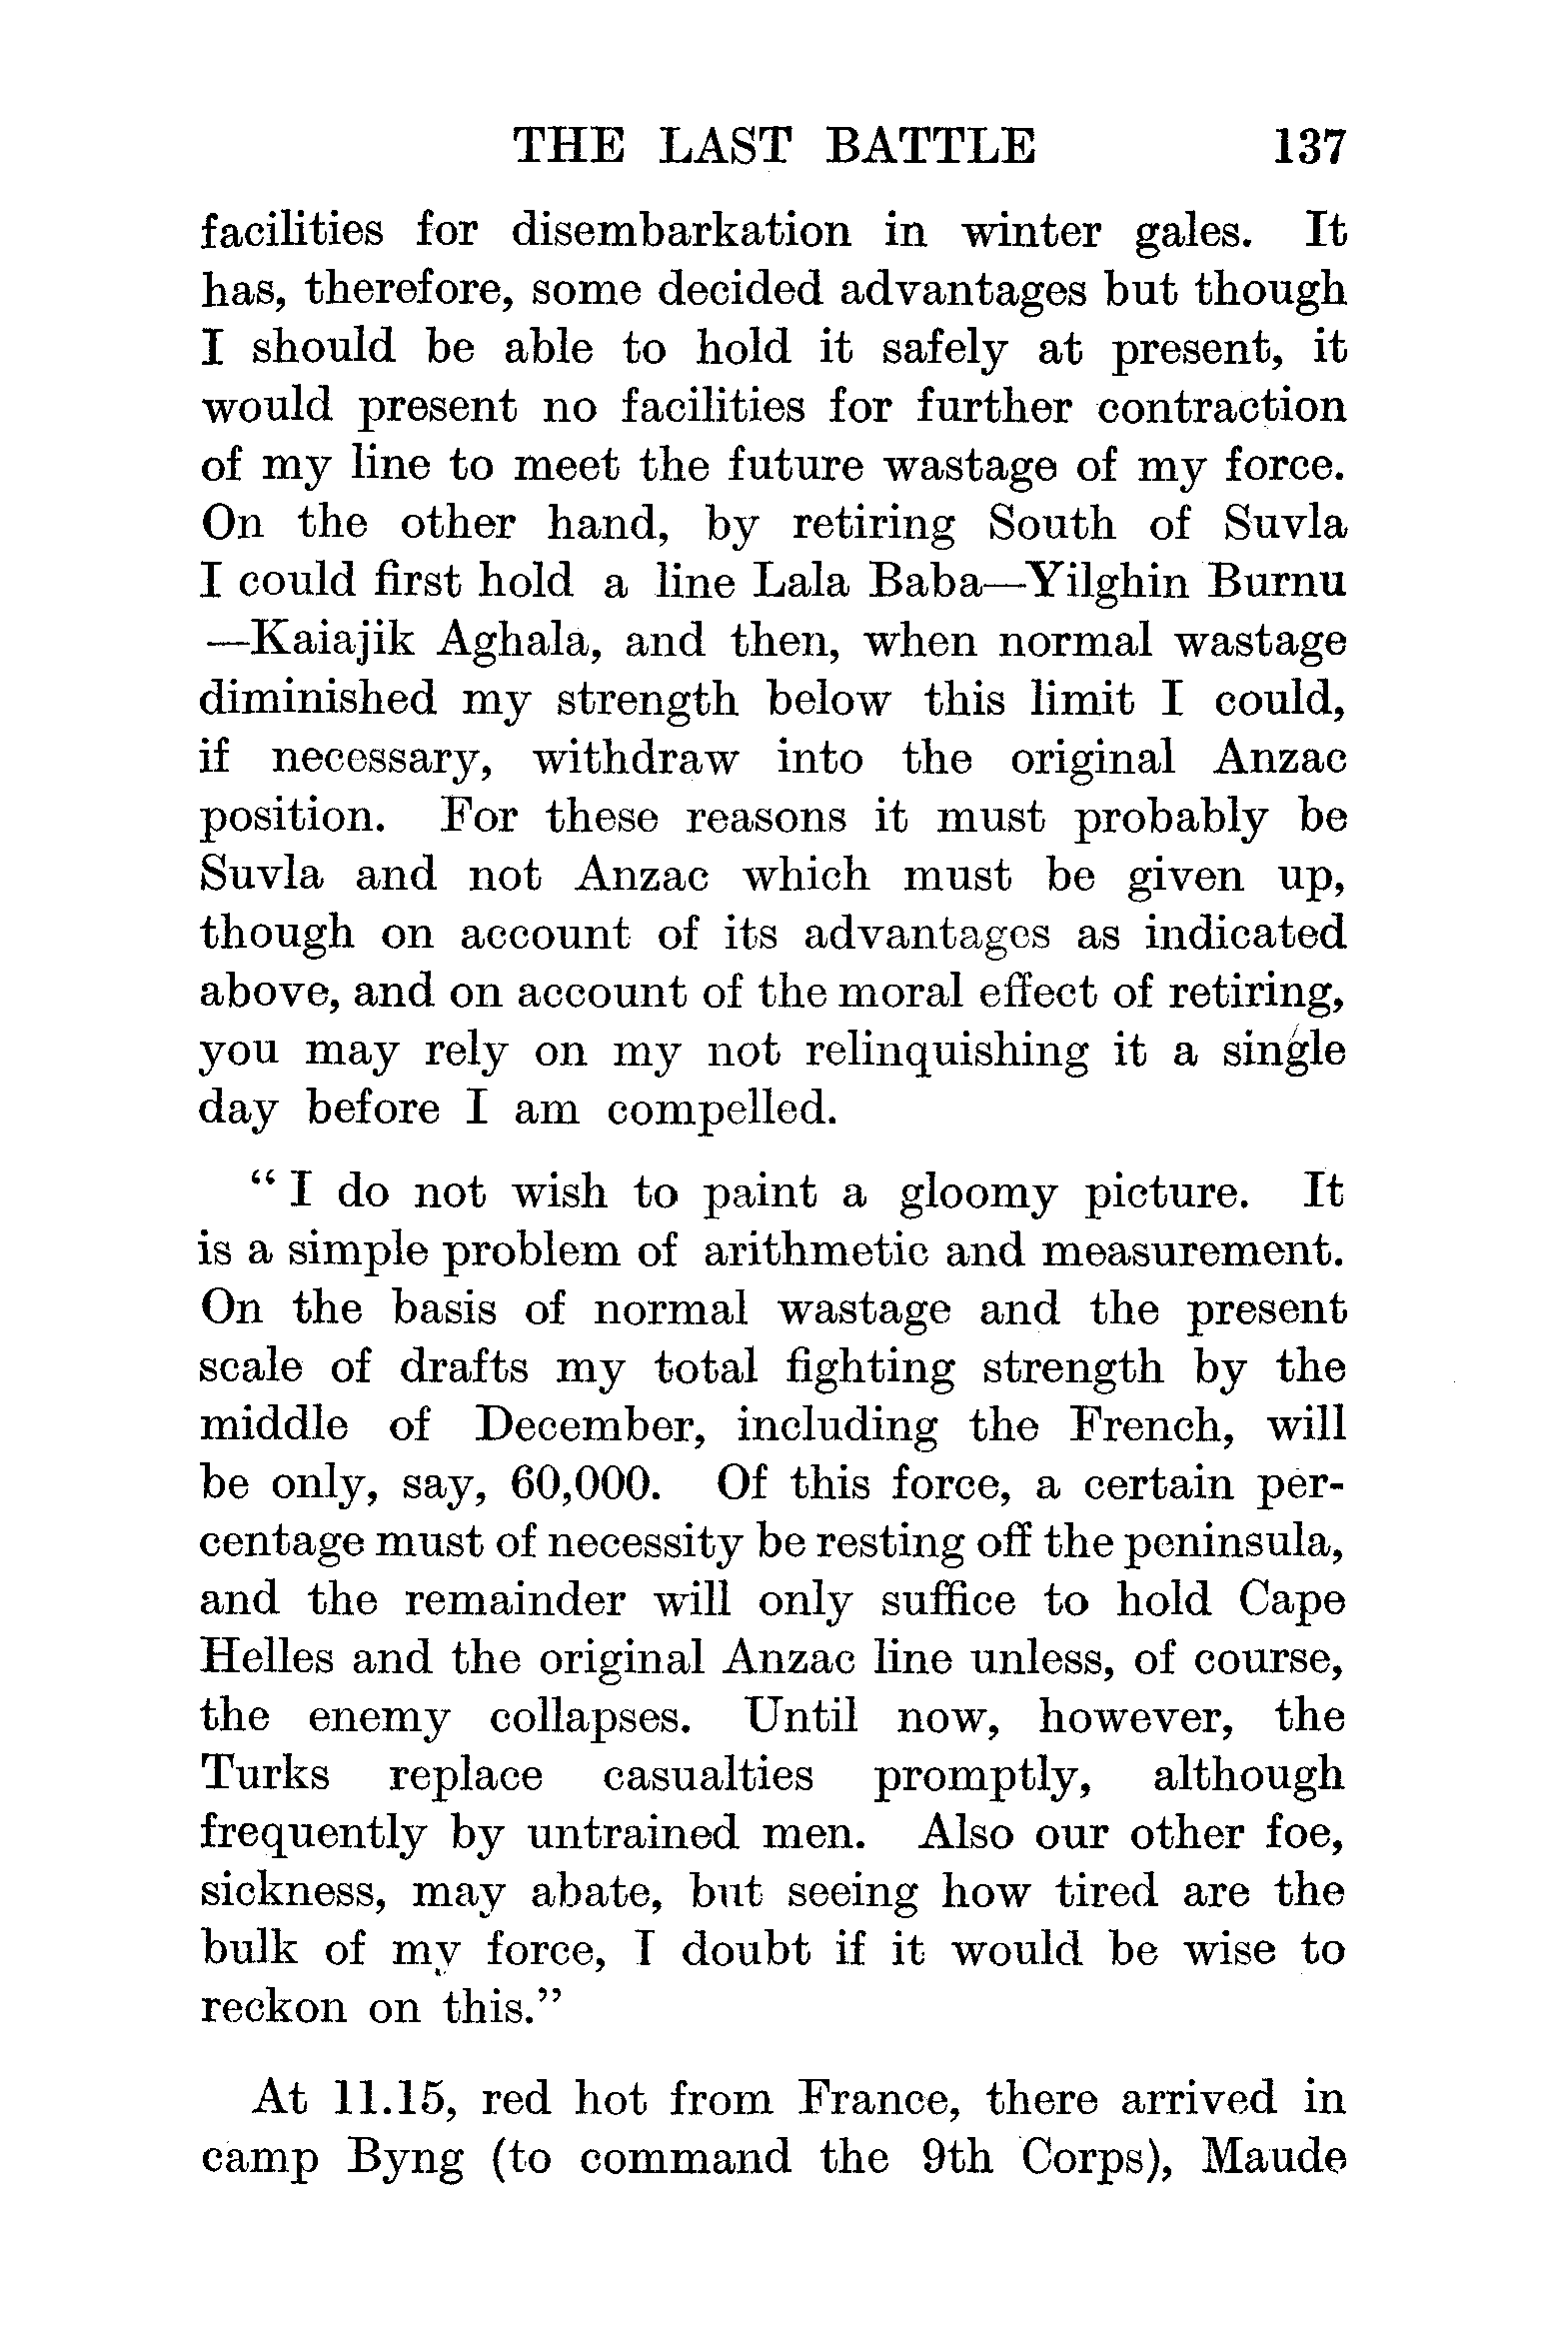 THE LAST BATTLE 137
facilities for disembarkation in winter gales. It
has, therefore, some decided advantages but though
I should be able to hold it safely at present, it
would present no facilities for further contraction
of my line to meet the future wastage of my force.
On the other hand, by retiring South of Suvla
I could first hold a line Lala Baba—Yilghin Burnu
—Kaiajik Aghala, and then, when normal wastage
diminished my strength below this limit I could,
if necessary, withdraw into the original Anzac
position. For these reasons it must probably be
Suvla and not Anzac which must be given up,
though on account of its advantages as indicated
above, and on account of the moral effect of retiring,
you may rely on my not relinquishing it a single
day before I am compelled.
“ I do not wish to paint a gloomy picture. It
is a simple problem of arithmetic and measurement.
On the basis of normal wastage and the present
scale of drafts my total fighting strength by the
middle of December, including the French, will
be only, say, 60,000. Of this force, a certain per-
centage must of necessity be resting off the peninsula,
and the remainder will only suffice to hold Cape
Helles and the original Anzac line unless, of course,
the enemy collapses. Until now, however, the
Turks replace casualties promptly, although
frequently by untrained men. Also our other foe,
sickness, may abate, but seeing how tired are the
bulk of my force, I doubt if it would be wise to
reckon on this.”
At 11.15, red hot from France, there arrived in
camp Byng (to command the 9th Corps), Maude